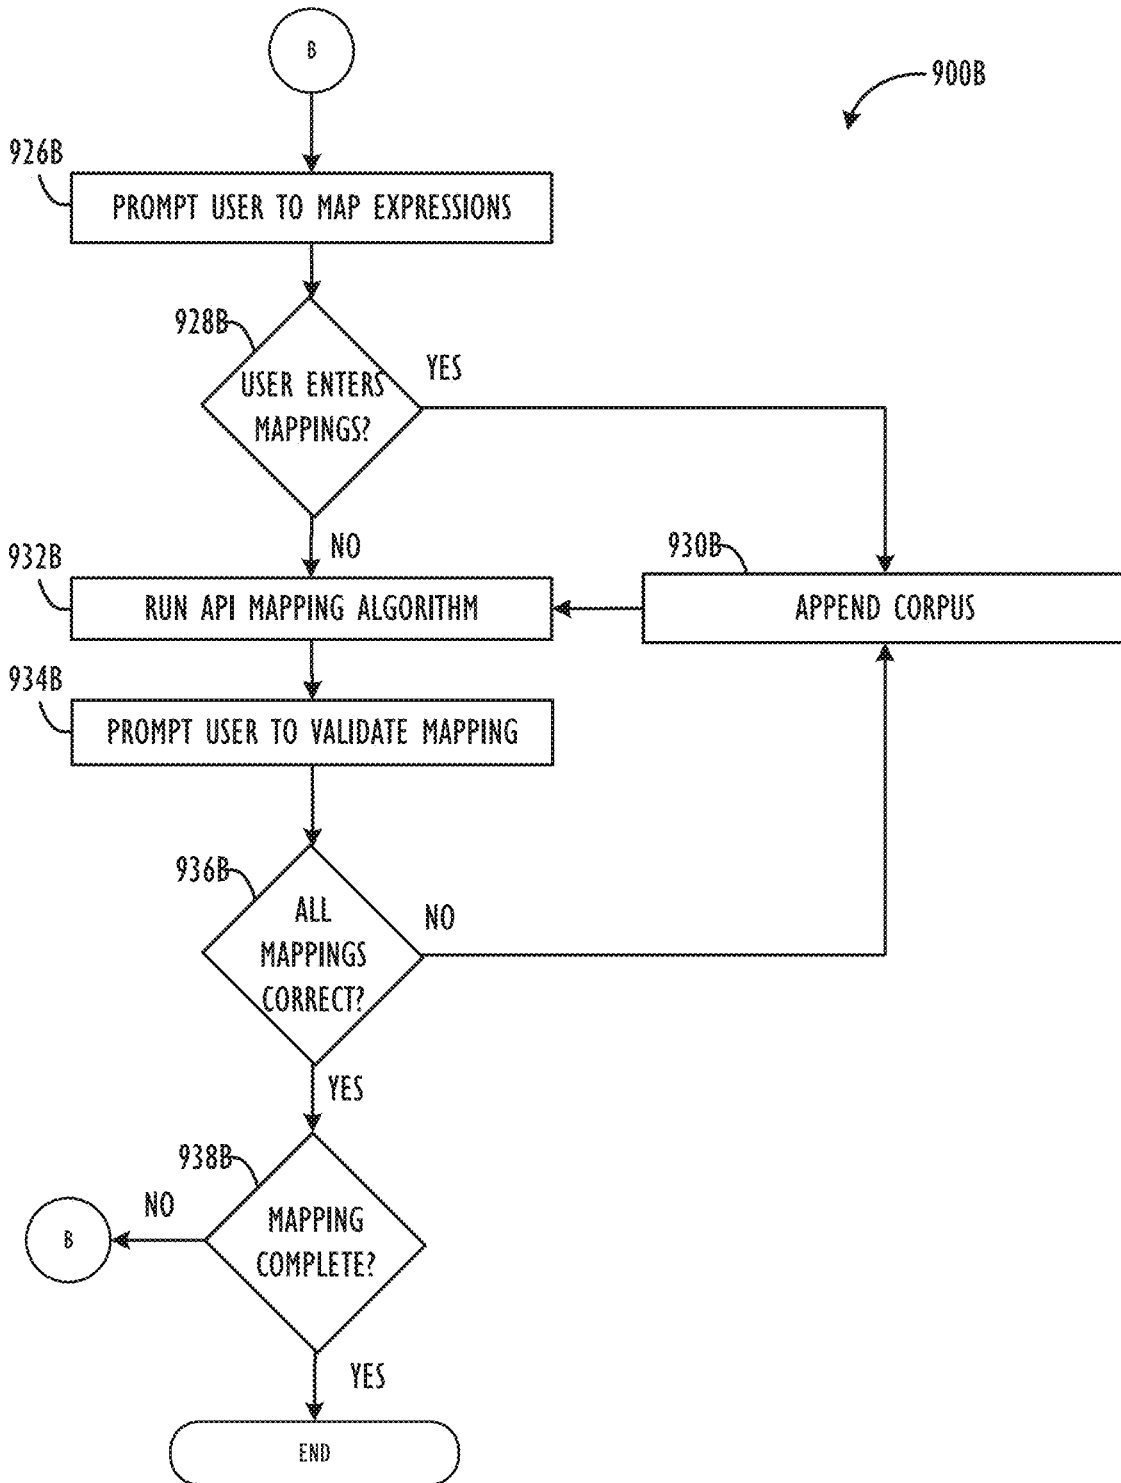 B
900B
926B
PROMPT USER TO MAP EXPRESSIONS
928B
USER ENTERS
MAPPINGS?
YES
NO
932B
RUN API MAPPING ALGORITHM
930B
APPEND CORPUS
934B
PROMPT USER TO VALIDATE MAPPING
936B
ALL
MAPPINGS
CORRECT?
NO
YES
938B
MAPPING
COMPLETE?
NO
B
YES
END